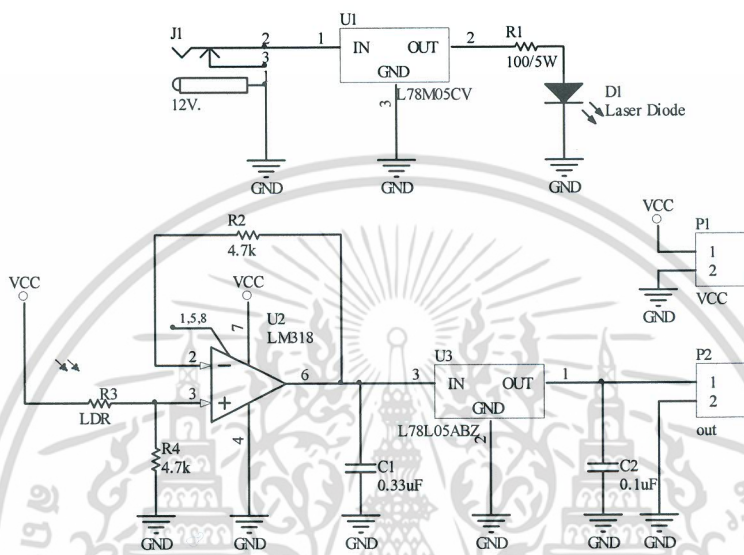 J1
2
3
12V.
GND
U1
1
IN
OUT
GND
2
3
L78M05CV
GND
R1
100/5W
D1
Laser Diode
GND
VCC
P1
1
2
VCC
GND
R2
4.7k
VCC
VCC
1,5,8
7
U2
LM318
2
3
6
4
R3
LDR
R4
4.7k
GND
GND
C1
0.33uF
GND
U3
3
IN
OUT
GND
1
L78L05ABZ
2
GND
C2
0.1uF
GND
P2
1
2
out
GND